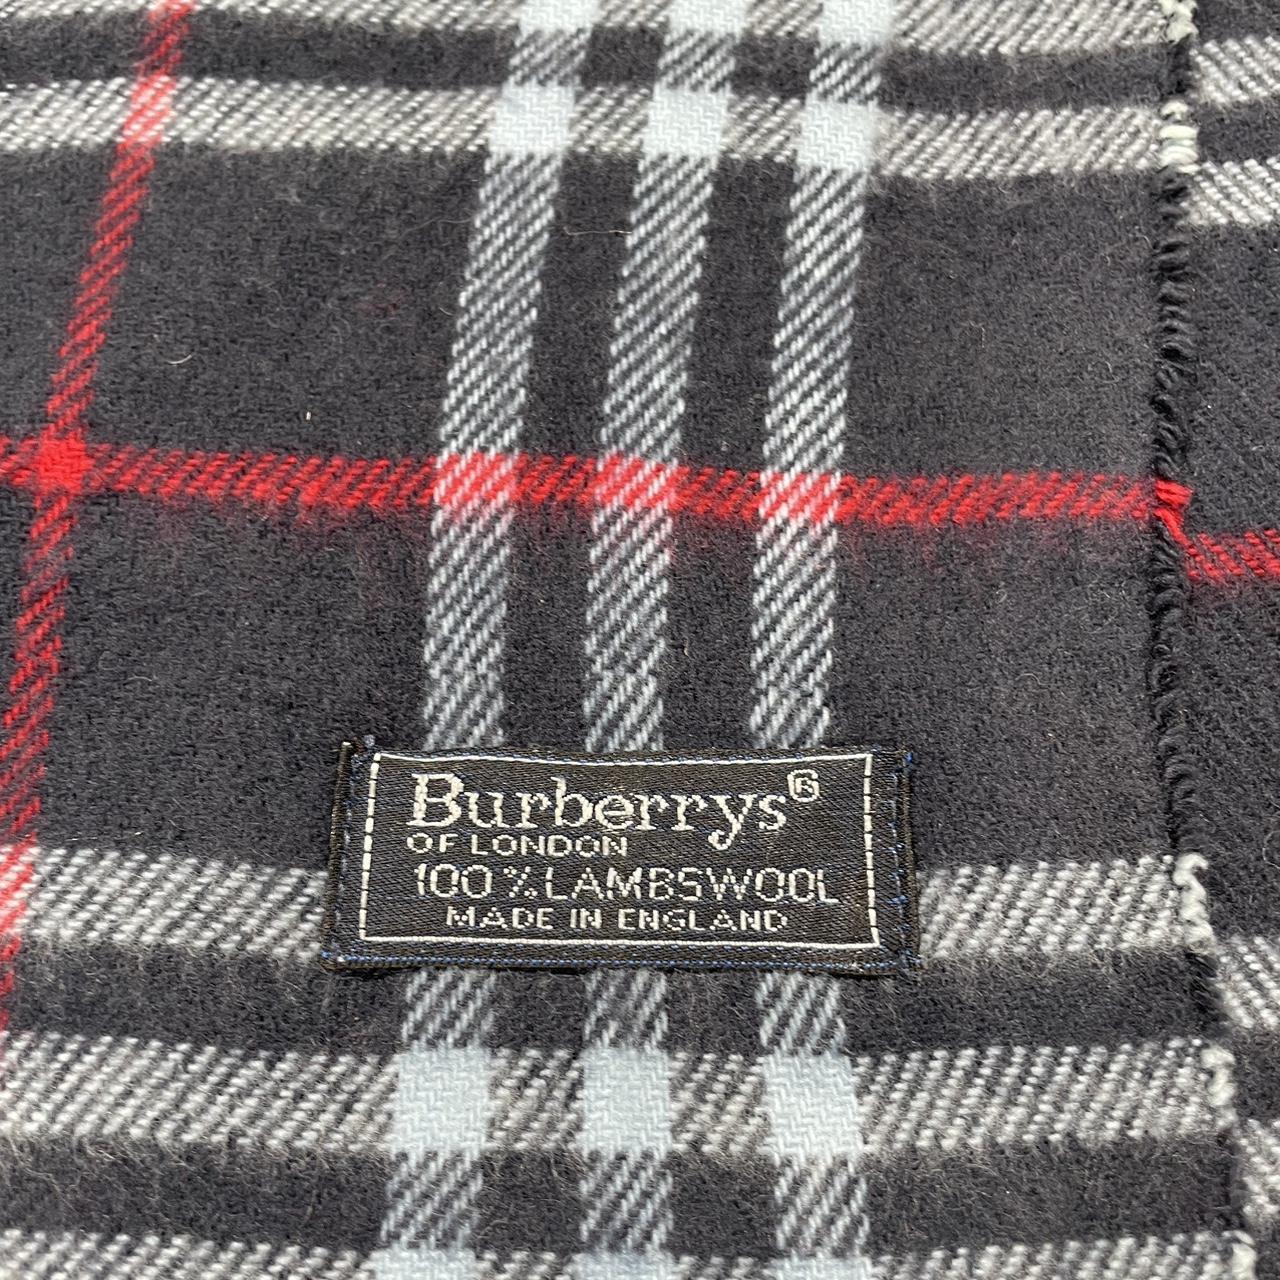 Burberrys®
OF LONDON
100% LAMBSWOOL
MADE IN ENGLAND